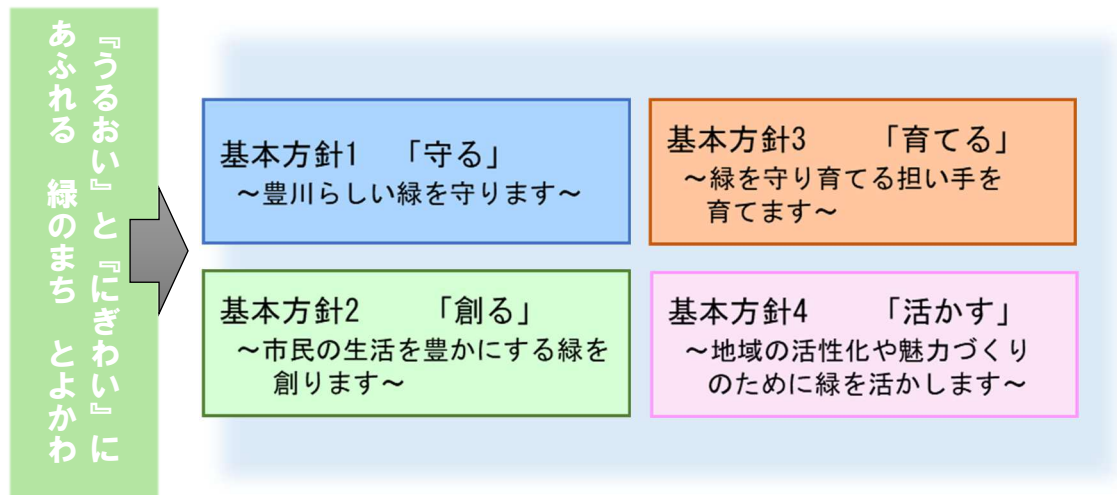 『うるおい』と『にぎわい』に
あふれる　緑のまち　とよかわ
基本方針1　「守る」
～豊川らしい緑を守ります～
基本方針2　　「創る」
～市民の生活を豊かにする緑を
創ります～
基本方針3　　「育てる」
～緑を守り育てる担い手を
育てます～
基本方針4　　「活かす」
～地域の活性化や魅力づくり
のために緑を活かします～